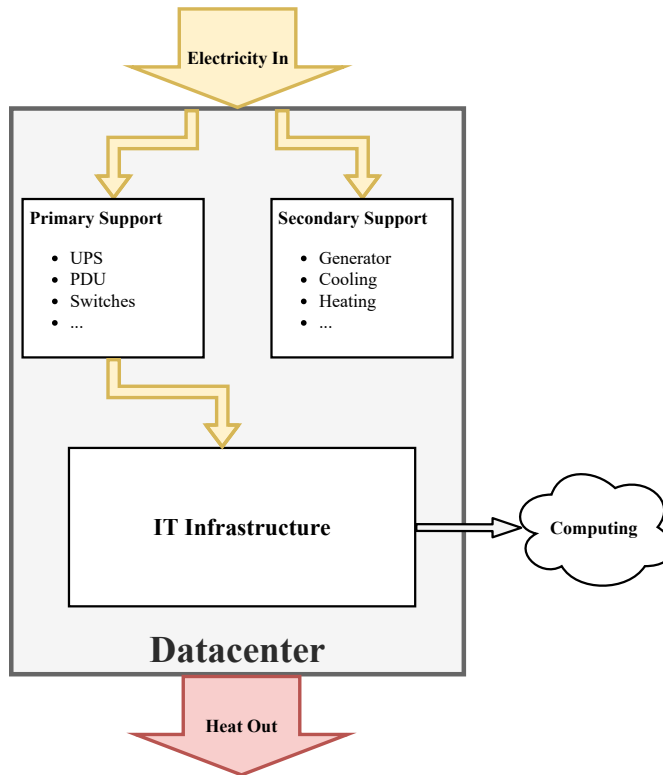 Electricity In
Primary Support
• UPS
• PDU
• Switches
• ...
Secondary Support
• Generator
• Cooling
• Heating
• ...
IT Infrastructure
Computing
Datacenter
Heat Out